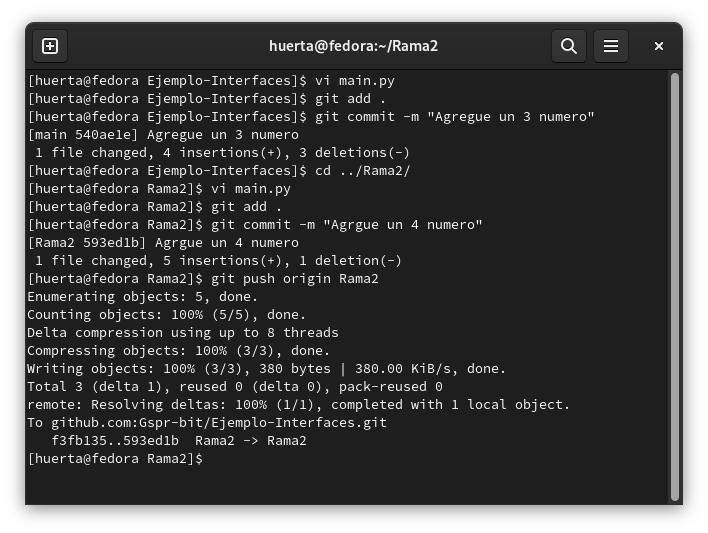 huerta@fedora:~/Rama2
[huerta@fedora Ejemplo-Interfaces]$ vi main.py
[huerta@fedora Ejemplo-Interfaces]$ git add .
[huerta@fedora Ejemplo-Interfaces]$ git commit -m "Agregue un 3 numero"
[main 540ae1e] Agregue un 3 numero
 1 file changed, 4 insertions(+), 3 deletions(-)
[huerta@fedora Ejemplo-Interfaces]$ cd ../Rama2/
[huerta@fedora Rama2]$ vi main.py
[huerta@fedora Rama2]$ git add .
[huerta@fedora Rama2]$ git commit -m "Agrgue un 4 numero"
[Rama2 593ed1b] Agrgue un 4 numero
 1 file changed, 5 insertions(+), 1 deletion(-)
[huerta@fedora Rama2]$ git push origin Rama2
Enumerating objects: 5, done.
Counting objects: 100% (5/5), done.
Delta compression using up to 8 threads
Compressing objects: 100% (3/3), done.
Writing objects: 100% (3/3), 380 bytes | 380.00 KiB/s, done.
Total 3 (delta 1), reused 0 (delta 0), pack-reused 0
remote: Resolving deltas: 100% (1/1), completed with 1 local object.
To github.com:Gspr-bit/Ejemplo-Interfaces.git
   f3fb135..593ed1b  Rama2 -> Rama2
[huerta@fedora Rama2]$